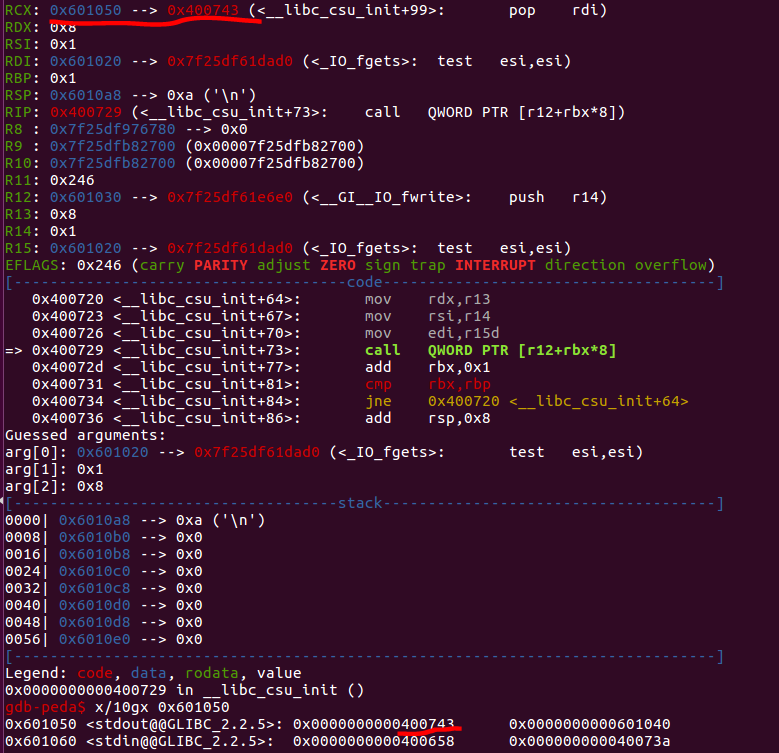 RCX: 0x601050 --> 0x400743 (<__libc_csu_init+99>: pop rdi)
RDX: 0x8
RSI: 0x1
RDI: 0x601020 --> 0x7f25df61dad0 (<_IO_fgets>: test esi,esi)
RBP: 0x1
RSP: 0x6010a8 --> 0xa ('\n')
RIP: 0x400729 (<__libc_csu_init+73>: call QWORD PTR [r12+rbx*8])
R8 : 0x7f25df976780 --> 0x0
R9 : 0x7f25dfb82700 (0x00007f25dfb82700)
R10: 0x7f25dfb82700 (0x00007f25dfb82700)
R11: 0x246
R12: 0x601030 --> 0x7f25df61e6e0 (<__GI__IO_fwrite>: push r14)
R13: 0x8
R14: 0x1
R15: 0x601020 --> 0x7f25df61dad0 (<_IO_fgets>: test esi,esi)
EFLAGS: 0x246 (carry PARITY adjust ZERO sign trap INTERRUPT direction overflow)
[-------------------------------------code-------------------------------------]
0x400720 <__libc_csu_init+64>: mov rdx,r13
0x400723 <__libc_csu_init+67>: mov rsi,r14
0x400726 <__libc_csu_init+70>: mov edi,r15d
=> 0x400729 <__libc_csu_init+73>: call QWORD PTR [r12+rbx*8]
0x40072d <__libc_csu_init+77>: add rbx,0x1
0x400731 <__libc_csu_init+81>: cmp rbx,rbp
0x400734 <__libc_csu_init+84>: jne 0x400720 <__libc_csu_init+64>
0x400736 <__libc_csu_init+86>: add rsp,0x8
Guessed arguments:
arg[0]: 0x601020 --> 0x7f25df61dad0 (<_IO_fgets>: test esi,esi)
arg[1]: 0x1
arg[2]: 0x8
[------------------------------------stack-------------------------------------]
0000| 0x6010a8 --> 0xa ('\n')
0008| 0x6010b0 --> 0x0
0016| 0x6010b8 --> 0x0
0024| 0x6010c0 --> 0x0
0032| 0x6010c8 --> 0x0
0040| 0x6010d0 --> 0x0
0048| 0x6010d8 --> 0x0
0056| 0x6010e0 --> 0x0
[------------------------------------------------------------------------------]
Legend: code, data, rodata, value
0x0000000000400729 in __libc_csu_init ()
gdb-peda$ x/10gx 0x601050
0x601050 <stdout@@GLIBC_2.2.5>: 0x0000000000400743 0x0000000000601040
0x601060 <stdin@@GLIBC_2.2.5>: 0x0000000000400658 0x000000000040073a